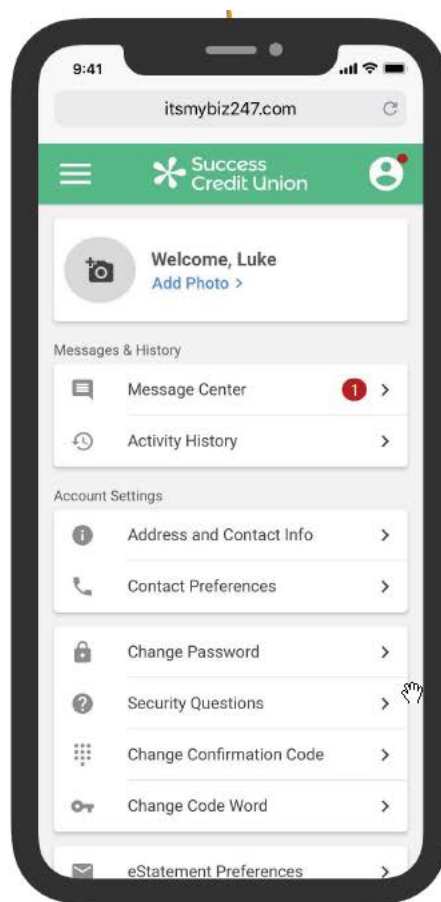 9:41
itsmybiz247.com
Success
Credit Union
Welcome, Luke
Add Photo >
Messages & History
Message Center 1
Activity History
Account Settings
Address and Contact Info
Contact Preferences
Change Password
Security Questions
Change Confirmation Code
Change Code Word
eStatement Preferences